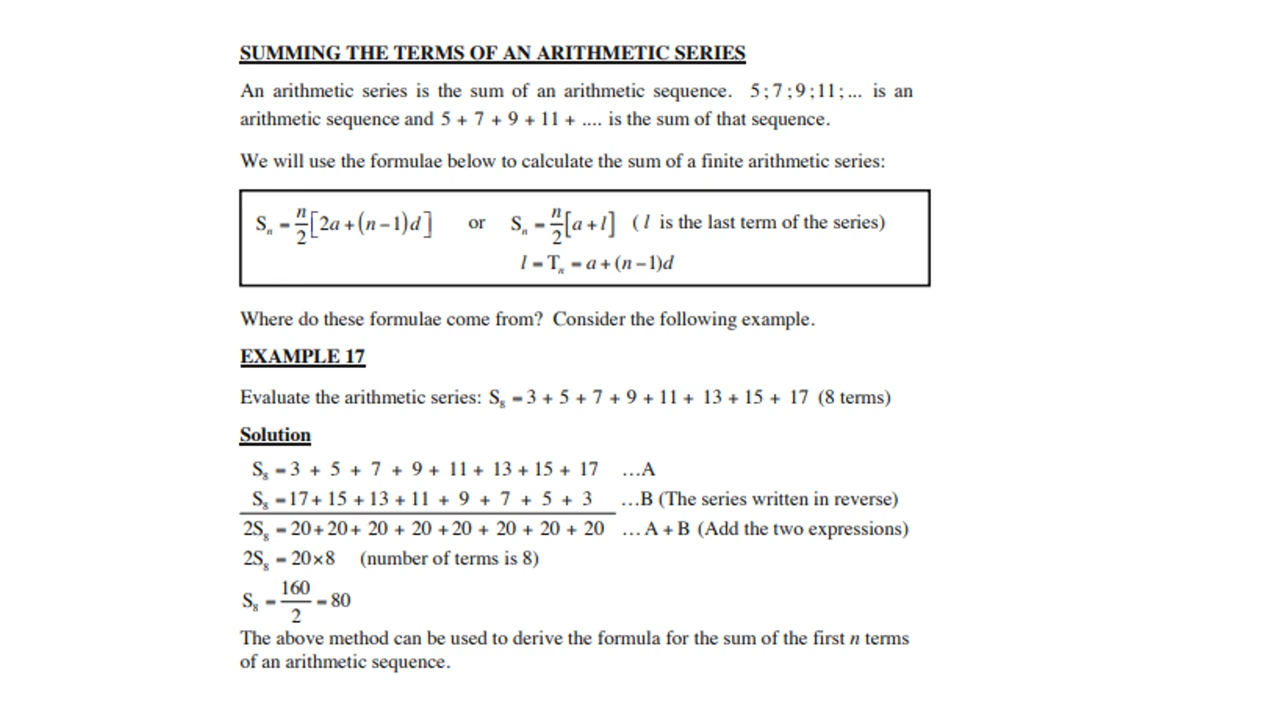 SUMMING THE TERMS OF AN ARITHMETIC SERIES
An arithmetic series is the sum of an arithmetic sequence. 5;7;9;11;... is an
arithmetic sequence and 5 + 7 + 9 + 11 + .... is the sum of that sequence.
We will use the formulae below to calculate the sum of a finite arithmetic series:
Sₙ = n/2[2a+(n−1)d] or Sₙ = n/2[a+l] (l is the last term of the series)
l = Tₙ = a+(n−1)d
Where do these formulae come from? Consider the following example.
EXAMPLE 17
Evaluate the arithmetic series: S₈ = 3 + 5 + 7 + 9 + 11 + 13 + 15 + 17 (8 terms)
Solution
S₈ = 3 + 5 + 7 + 9 + 11 + 13 + 15 + 17 ...A
S₈ = 17 + 15 + 13 + 11 + 9 + 7 + 5 + 3 ...B (The series written in reverse)
2S₈ = 20 + 20 + 20 + 20 + 20 + 20 + 20 + 20 ... A + B (Add the two expressions)
2S₈ = 20×8 (number of terms is 8)
S₈ = 160/2 = 80
The above method can be used to derive the formula for the sum of the first n terms
of an arithmetic sequence.